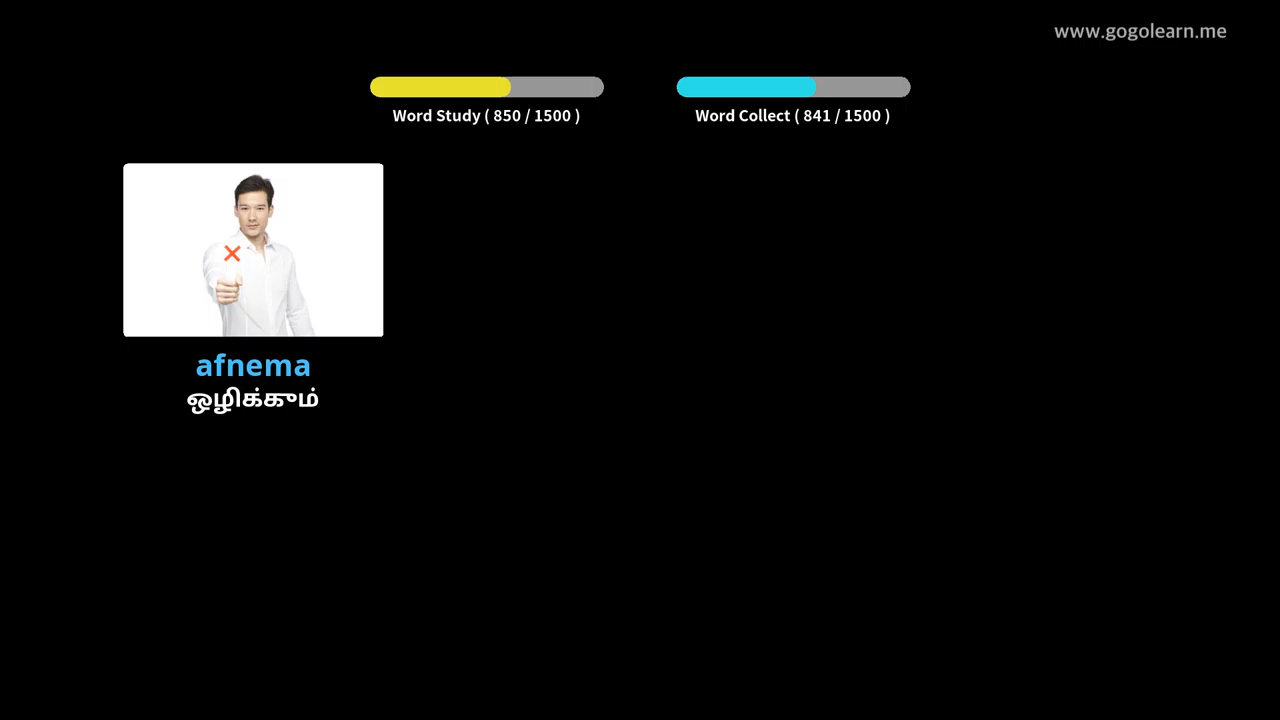 www.gogolearn.me
Word Study ( 850 / 1500 )
Word Collect ( 841 / 1500 )
afnema
ஒழிக்கும்